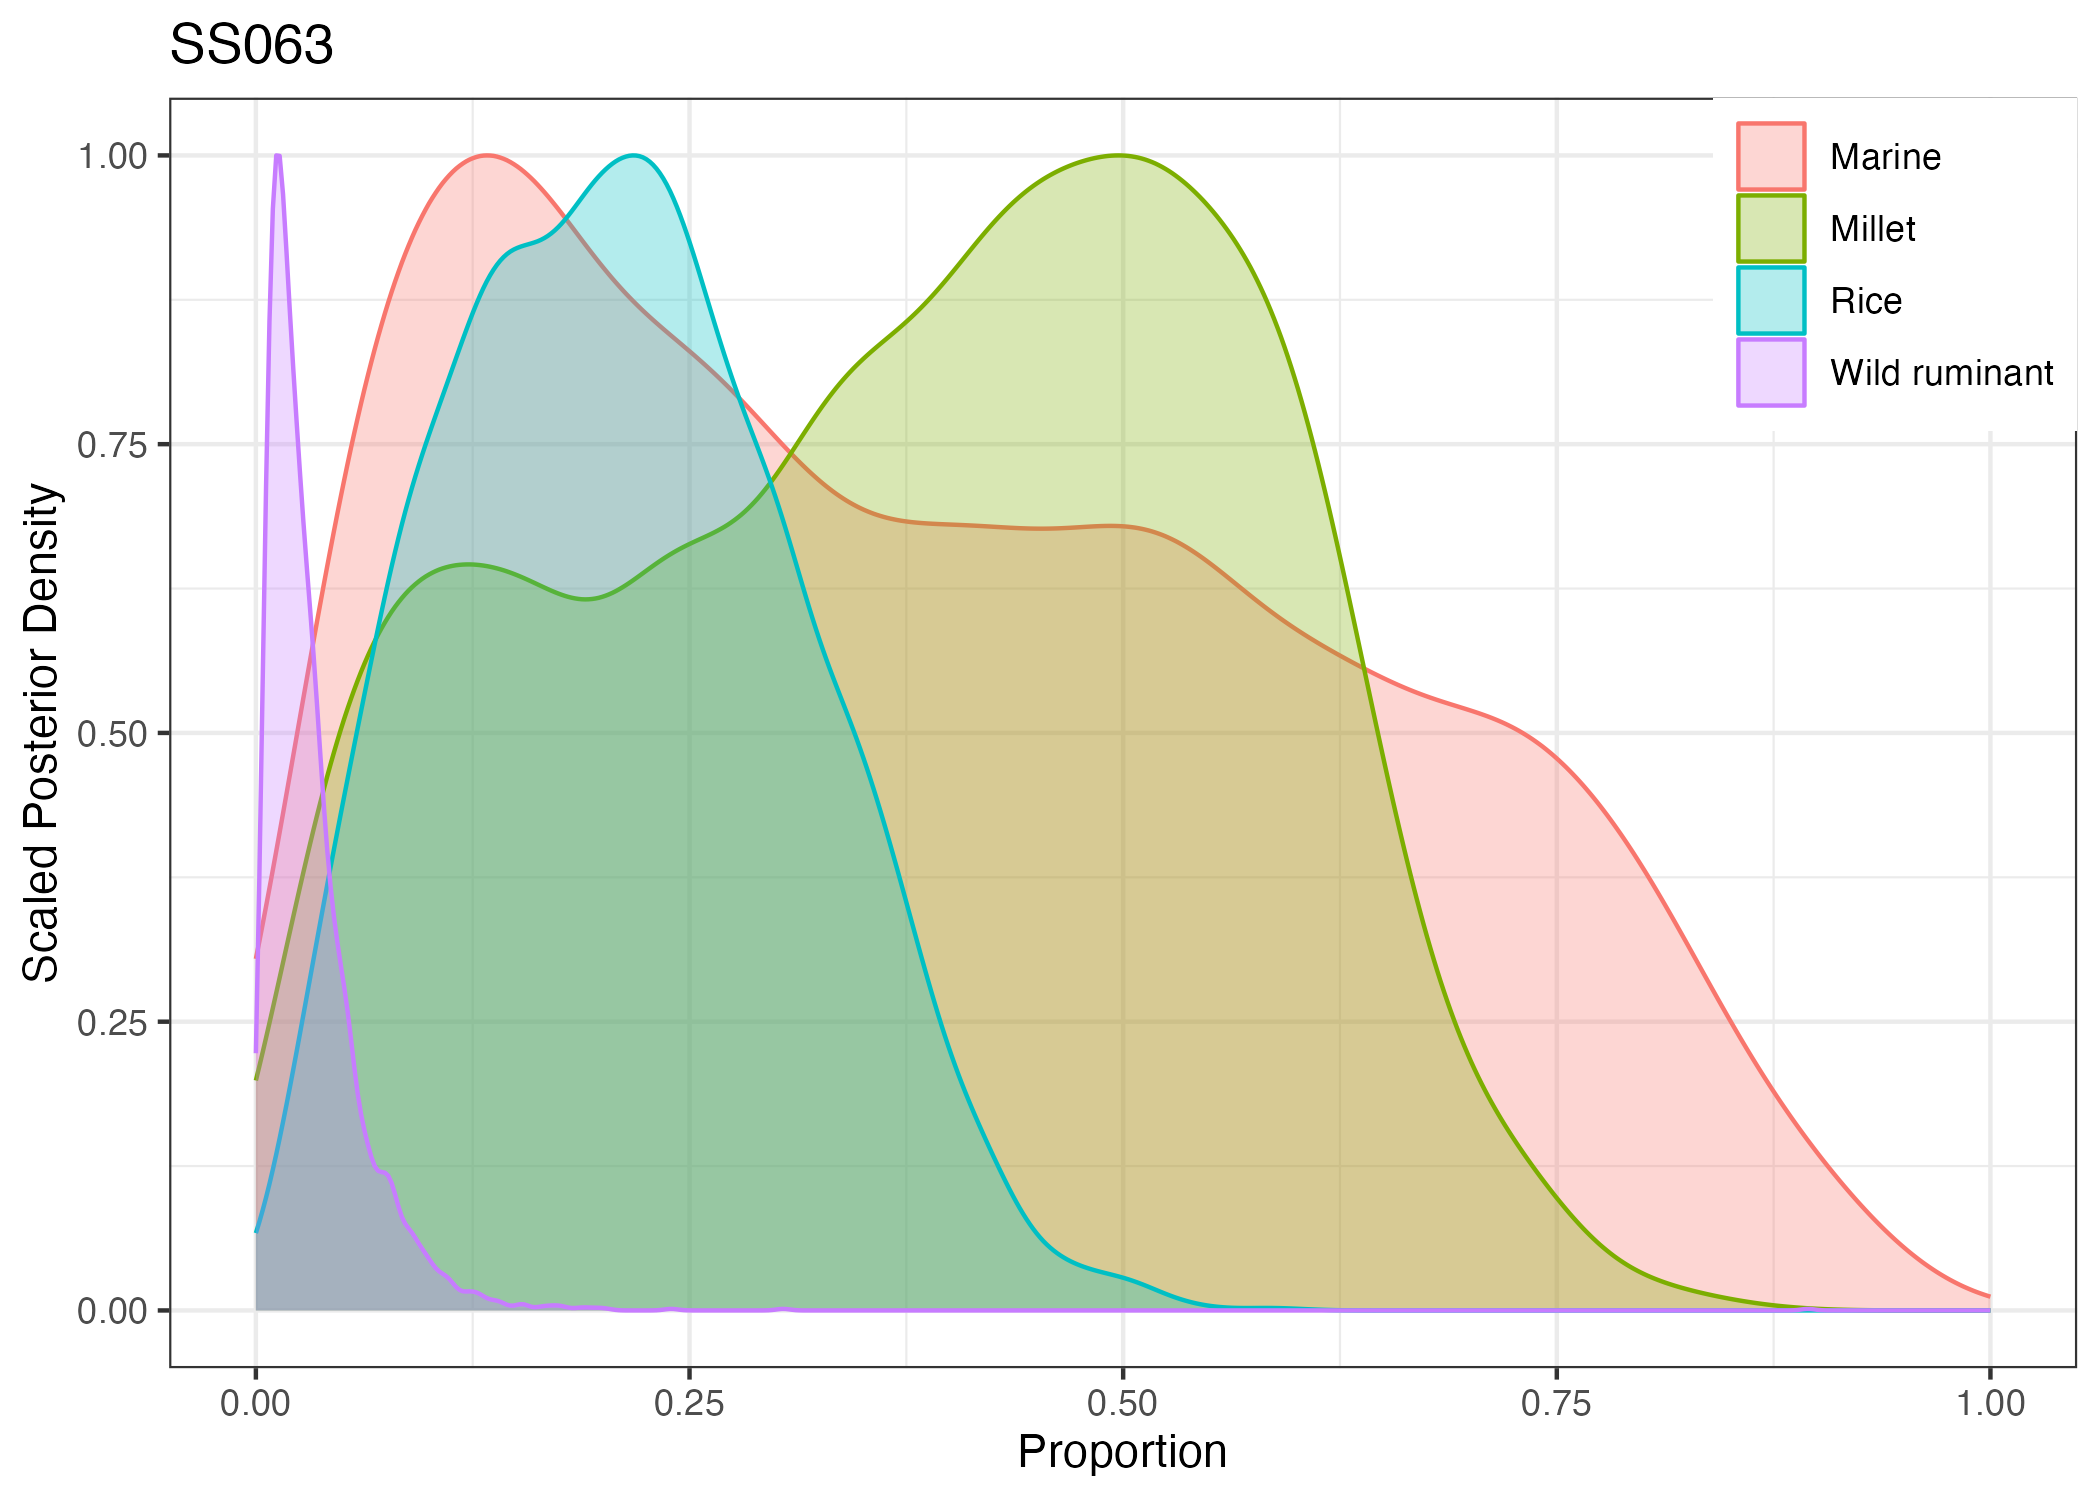 SS063
Scaled Posterior Density
1.00
0.75
0.50
0.25
0.00
Marine
Millet
Rice
Wild ruminant
0.00 0.25 0.50 0.75 1.00
Proportion